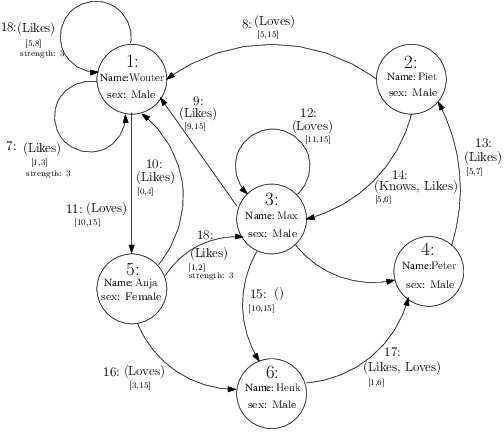 18:(Likes)
[5,8]
strength: 3
8: (Loves)
[5,15]
1:
Name:Wouter
sex: Male
2:
Name: Piet
sex: Male
7: (Likes)
[1,3]
strength: 3
9:
(Likes)
[9,15]
12:
(Loves)
[11,15]
13:
(Likes)
[5,7]
10:
(Likes)
[0,4]
14:
(Knows, Likes)
[5,6]
11: (Loves)
[10,15]
3:
Name: Max
sex: Male
18:
(Likes)
[1,2]
strength: 3
4:
Name:Peter
sex: Male
5:
Name: Anja
sex: Female
15: ()
[10,15]
17:
(Likes, Loves)
[1,6]
16: (Loves)
[3,15]
6:
Name: Henk
sex: Male